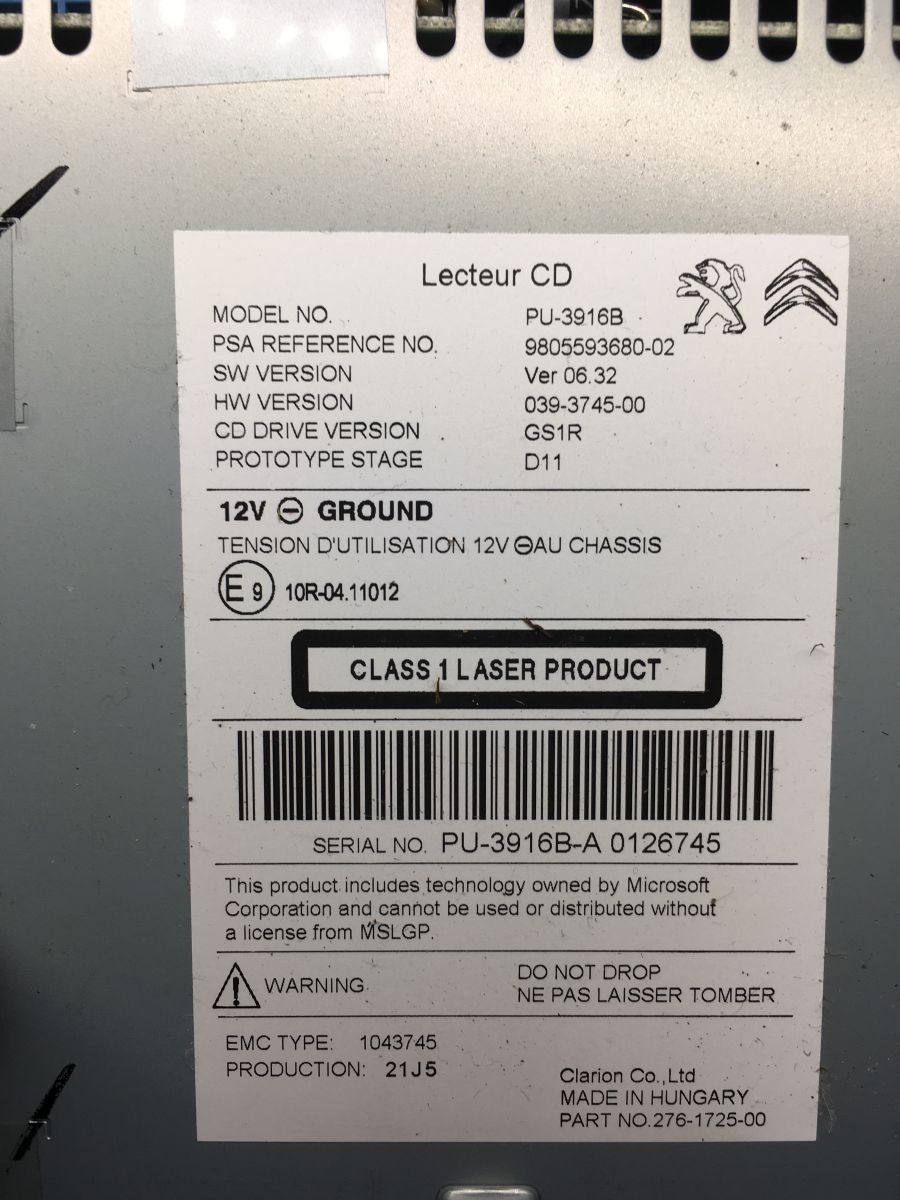 Lecteur CD
MODEL NO. PU-3916B
PSA REFERENCE NO. 9805593680-02
SW VERSION Ver 06.32
HW VERSION 039-3745-00
CD DRIVE VERSION GS1R
PROTOTYPE STAGE D11
12V ⊖ GROUND
TENSION D'UTILISATION 12V ⊖AU CHASSIS
E 9 10R-04.11012
CLASS 1 LASER PRODUCT
SERIAL NO. PU-3916B-A 0126745
This product includes technology owned by Microsoft
Corporation and cannot be used or distributed without
a license from MSLGP.
WARNING DO NOT DROP
NE PAS LAISSER TOMBER
EMC TYPE: 1043745
PRODUCTION: 21J5
Clarion Co.,Ltd
MADE IN HUNGARY
PART NO.276-1725-00